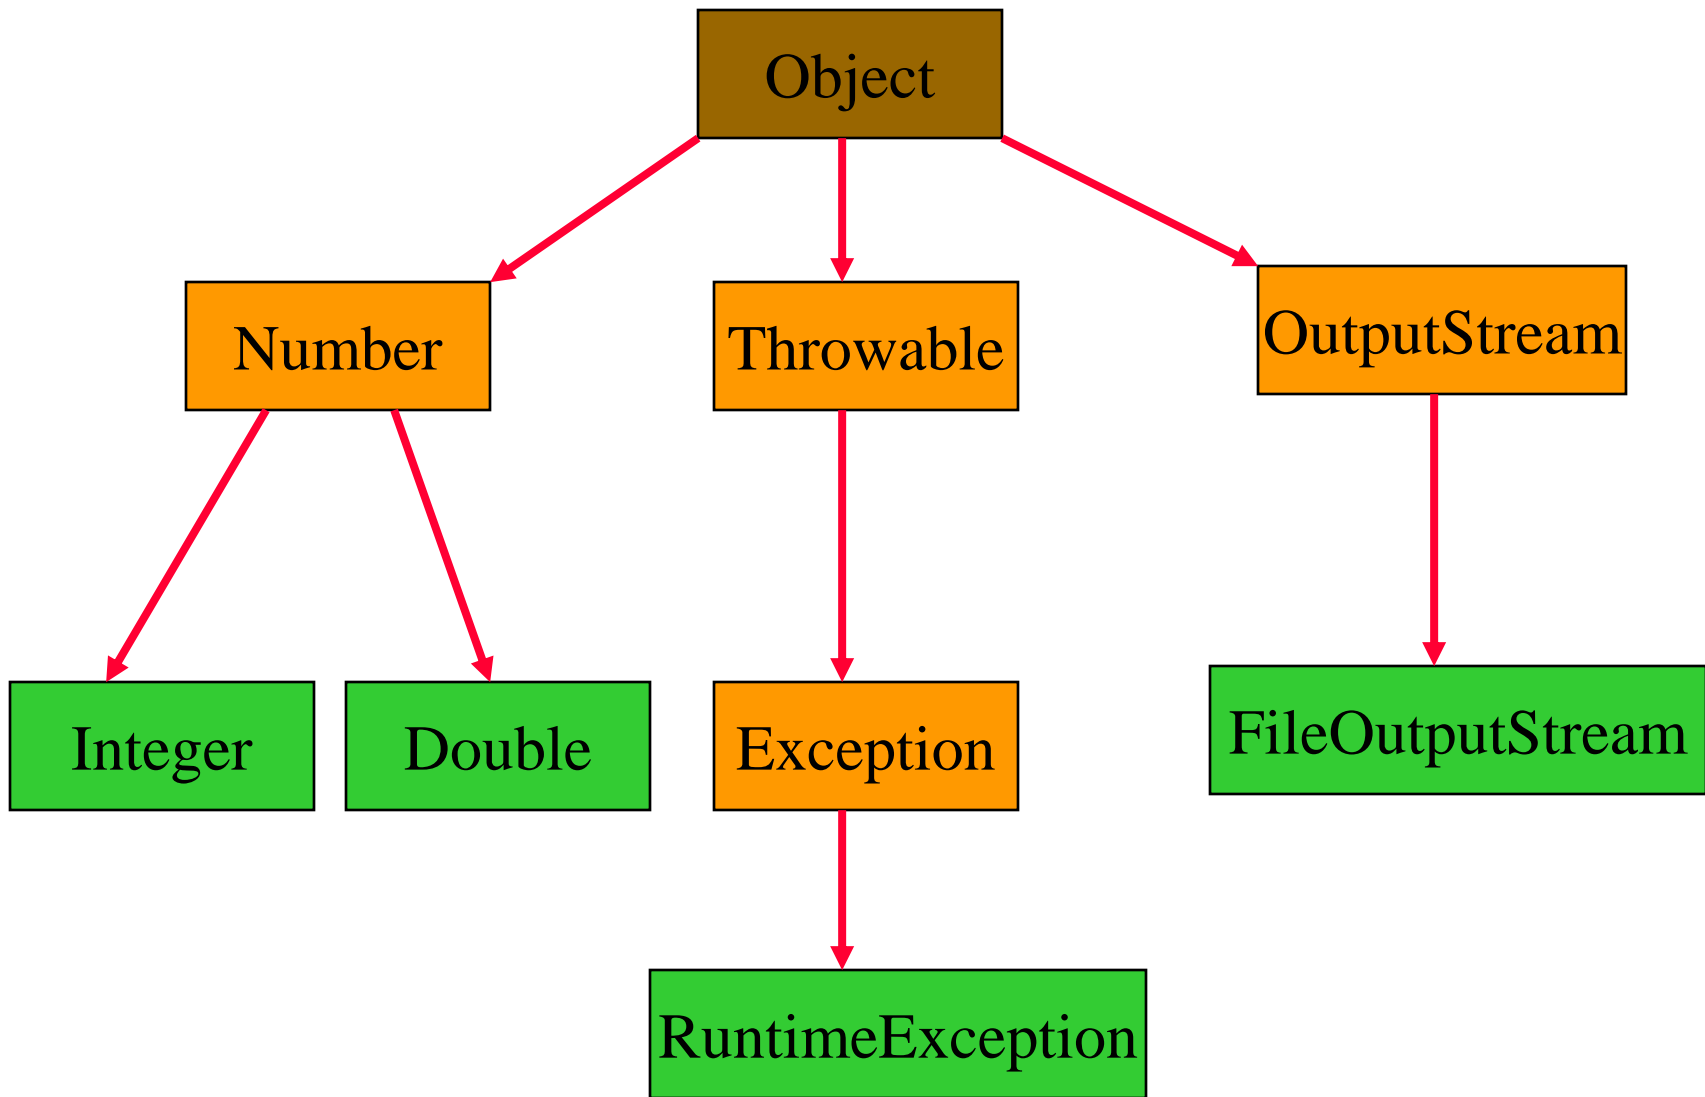 Object
Number
Throwable
OutputStream
Integer
Double
Exception
FileOutputStream
RuntimeException